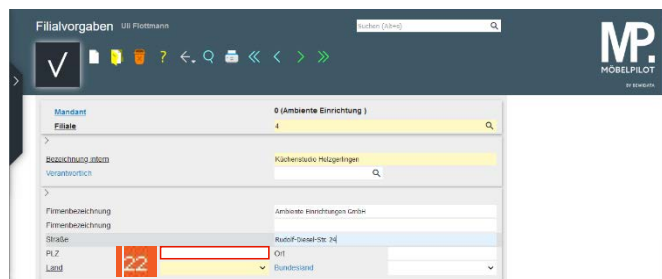 Filialvorgaben Uli Flottmann
Suchen (Alt+s)
MP.
MÖBELPILOT
BY BEWIDATA
Mandant 0 (Ambiente Einrichtung )
Filiale 4
Bezeichnung intern Küchenstudio Holzgerlingen
Verantwortlich
Firmenbezeichnung Ambiente Einrichtungen GmbH
Firmenbezeichnung
Straße Rudolf-Diesel-Str. 24
PLZ Ort
22
Land Bundesland